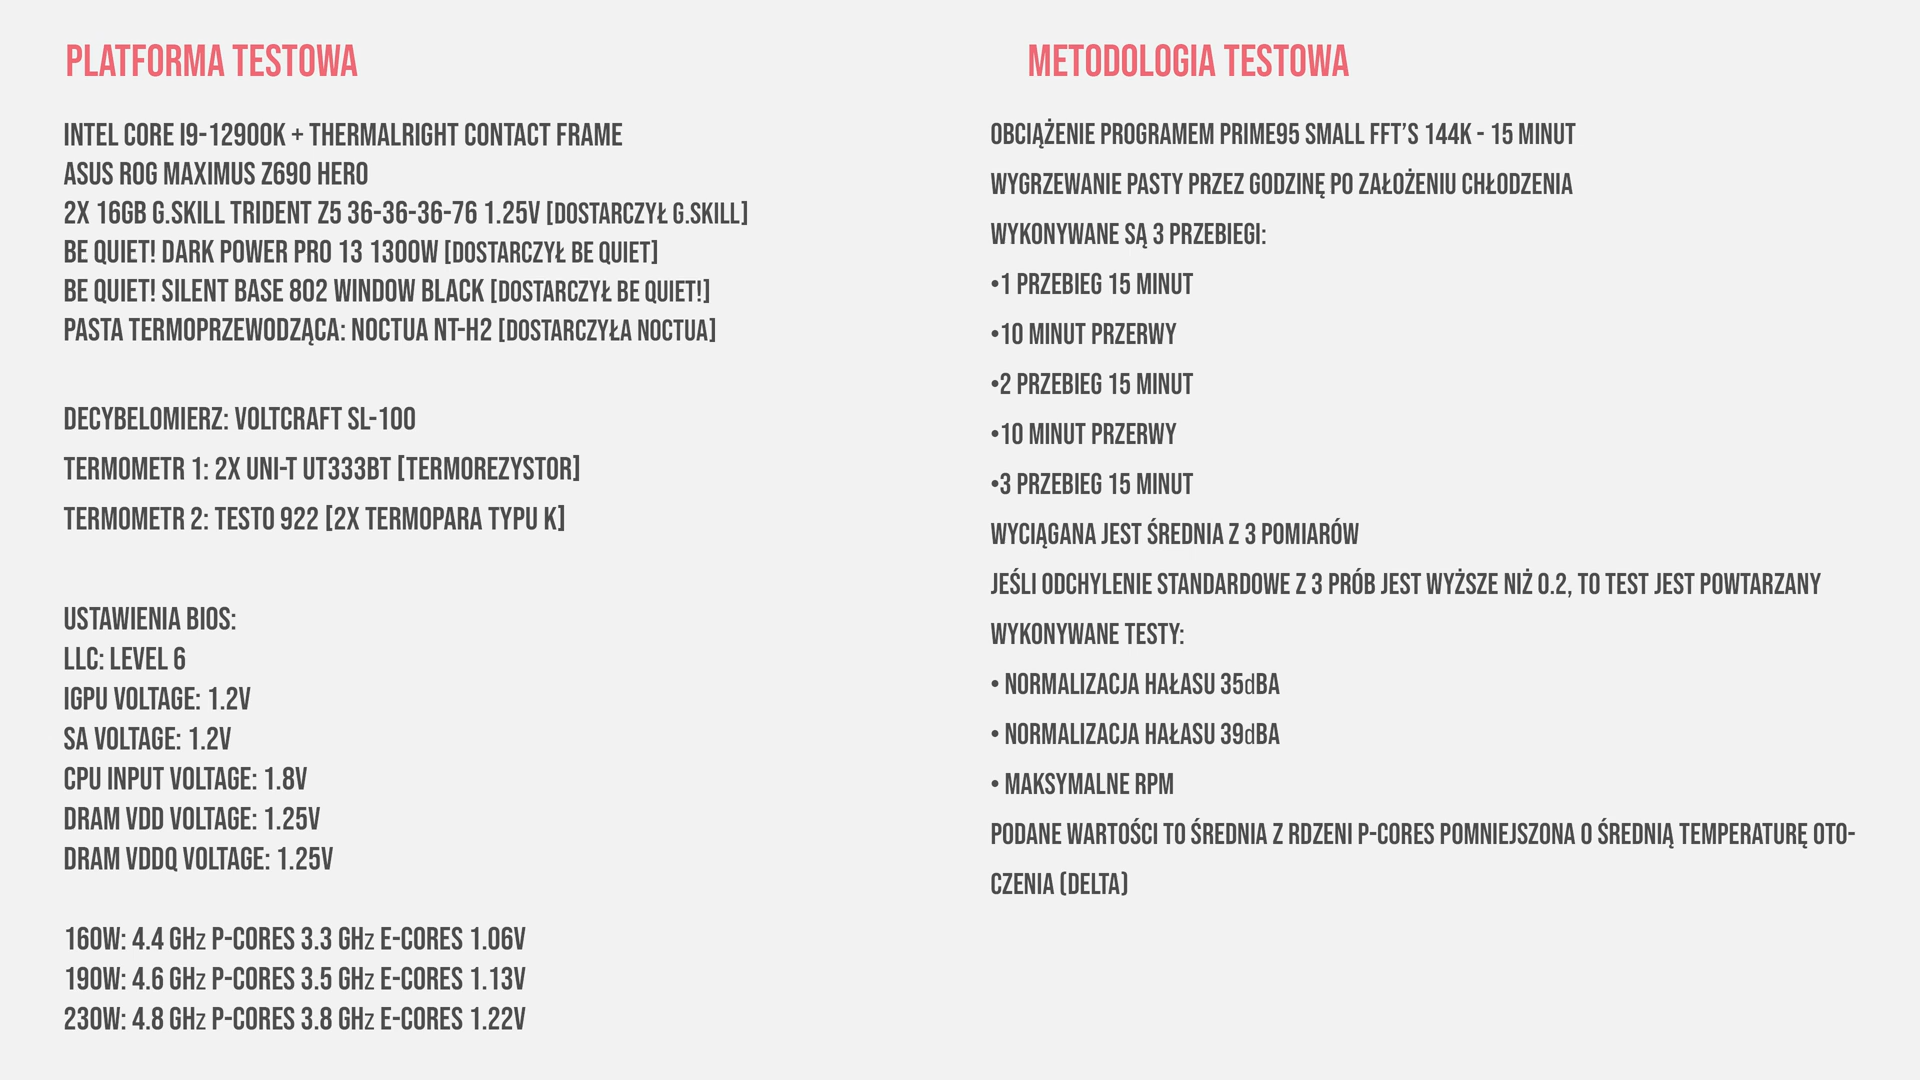 PLATFORMA TESTOWA
INTEL CORE I9-12900K + THERMALRIGHT CONTACT FRAME
ASUS ROG MAXIMUS Z690 HERO
2X 16GB G.SKILL TRIDENT Z5 36-36-36-76 1.25V [DOSTARCZYŁ G.SKILL]
BE QUIET! DARK POWER PRO 13 1300W [DOSTARCZYŁ BE QUIET]
BE QUIET! SILENT BASE 802 WINDOW BLACK [DOSTARCZYŁ BE QUIET!]
PASTA TERMOPRZEWODZĄCA: NOCTUA NT-H2 [DOSTARCZYŁA NOCTUA]
DECYBELOMIERZ: VOLTCRAFT SL-100
TERMOMETR 1: 2X UNI-T UT333BT [TERMOREZYSTOR]
TERMOMETR 2: TESTO 922 [2X TERMOPARA TYPU K]
USTAWIENIA BIOS:
LLC: LEVEL 6
IGPU VOLTAGE: 1.2V
SA VOLTAGE: 1.2V
CPU INPUT VOLTAGE: 1.8V
DRAM VDD VOLTAGE: 1.25V
DRAM VDDQ VOLTAGE: 1.25V
160W: 4.4 GHz P-CORES 3.3 GHz E-CORES 1.06V
190W: 4.6 GHz P-CORES 3.5 GHz E-CORES 1.13V
230W: 4.8 GHz P-CORES 3.8 GHz E-CORES 1.22V
METODOLOGIA TESTOWA
OBCIĄŻENIE PROGRAMEM PRIME95 SMALL FFT'S 144K - 15 MINUT
WYGRZEWANIE PASTY PRZEZ GODZINĘ PO ZAŁOŻENIU CHŁODZENIA
WYKONYWANE SĄ 3 PRZEBIEGI:
•1 PRZEBIEG 15 MINUT
•10 MINUT PRZERWY
•2 PRZEBIEG 15 MINUT
•10 MINUT PRZERWY
•3 PRZEBIEG 15 MINUT
WYCIĄGANA JEST ŚREDNIA Z 3 POMIARÓW
JEŚLI ODCHYLENIE STANDARDOWE Z 3 PRÓB JEST WYŻSZE NIŻ 0.2, TO TEST JEST POWTARZANY
WYKONYWANE TESTY:
• NORMALIZACJA HAŁASU 35dBA
• NORMALIZACJA HAŁASU 39dBA
• MAKSYMALNE RPM
PODANE WARTOŚCI TO ŚREDNIA Z RDZENI P-CORES POMNIEJSZONA O ŚREDNIĄ TEMPERATURĘ OTO-
CZENIA (DELTA)